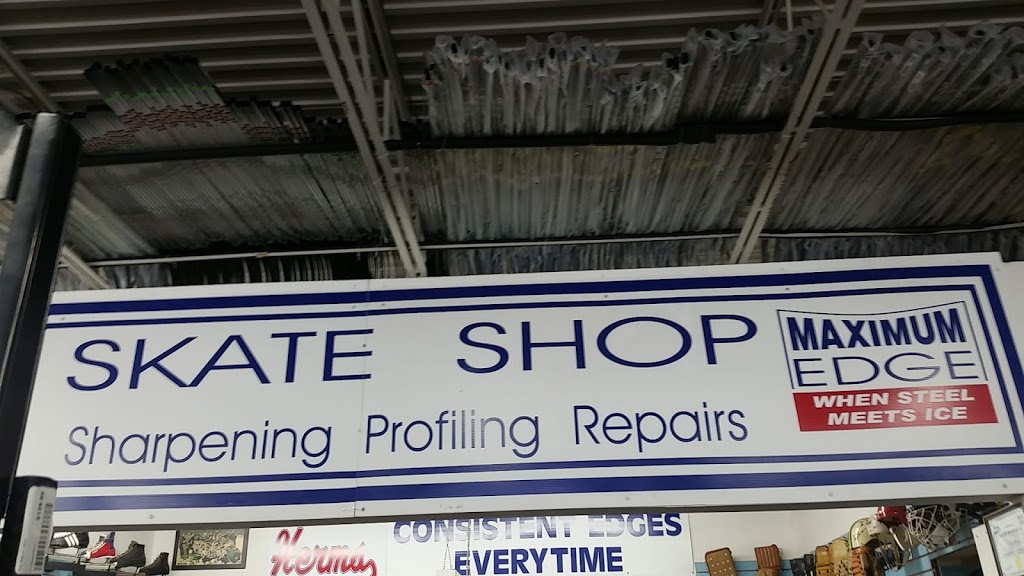 SKATE SHOP
Sharpening Profiling Repairs
MAXIMUM
EDGE
WHEN STEEL
MEETS ICE
CONSISTENT EDGES
EVERYTIME